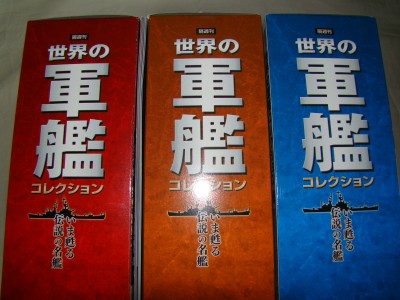 隔週刊
世界の
軍艦
コレクション
いま甦る
伝説の名艦
隔週刊
世界の
軍艦
コレクション
いま甦る
伝説の名艦
隔週刊
世界の
軍艦
コレクション
いま甦る
伝説の名艦